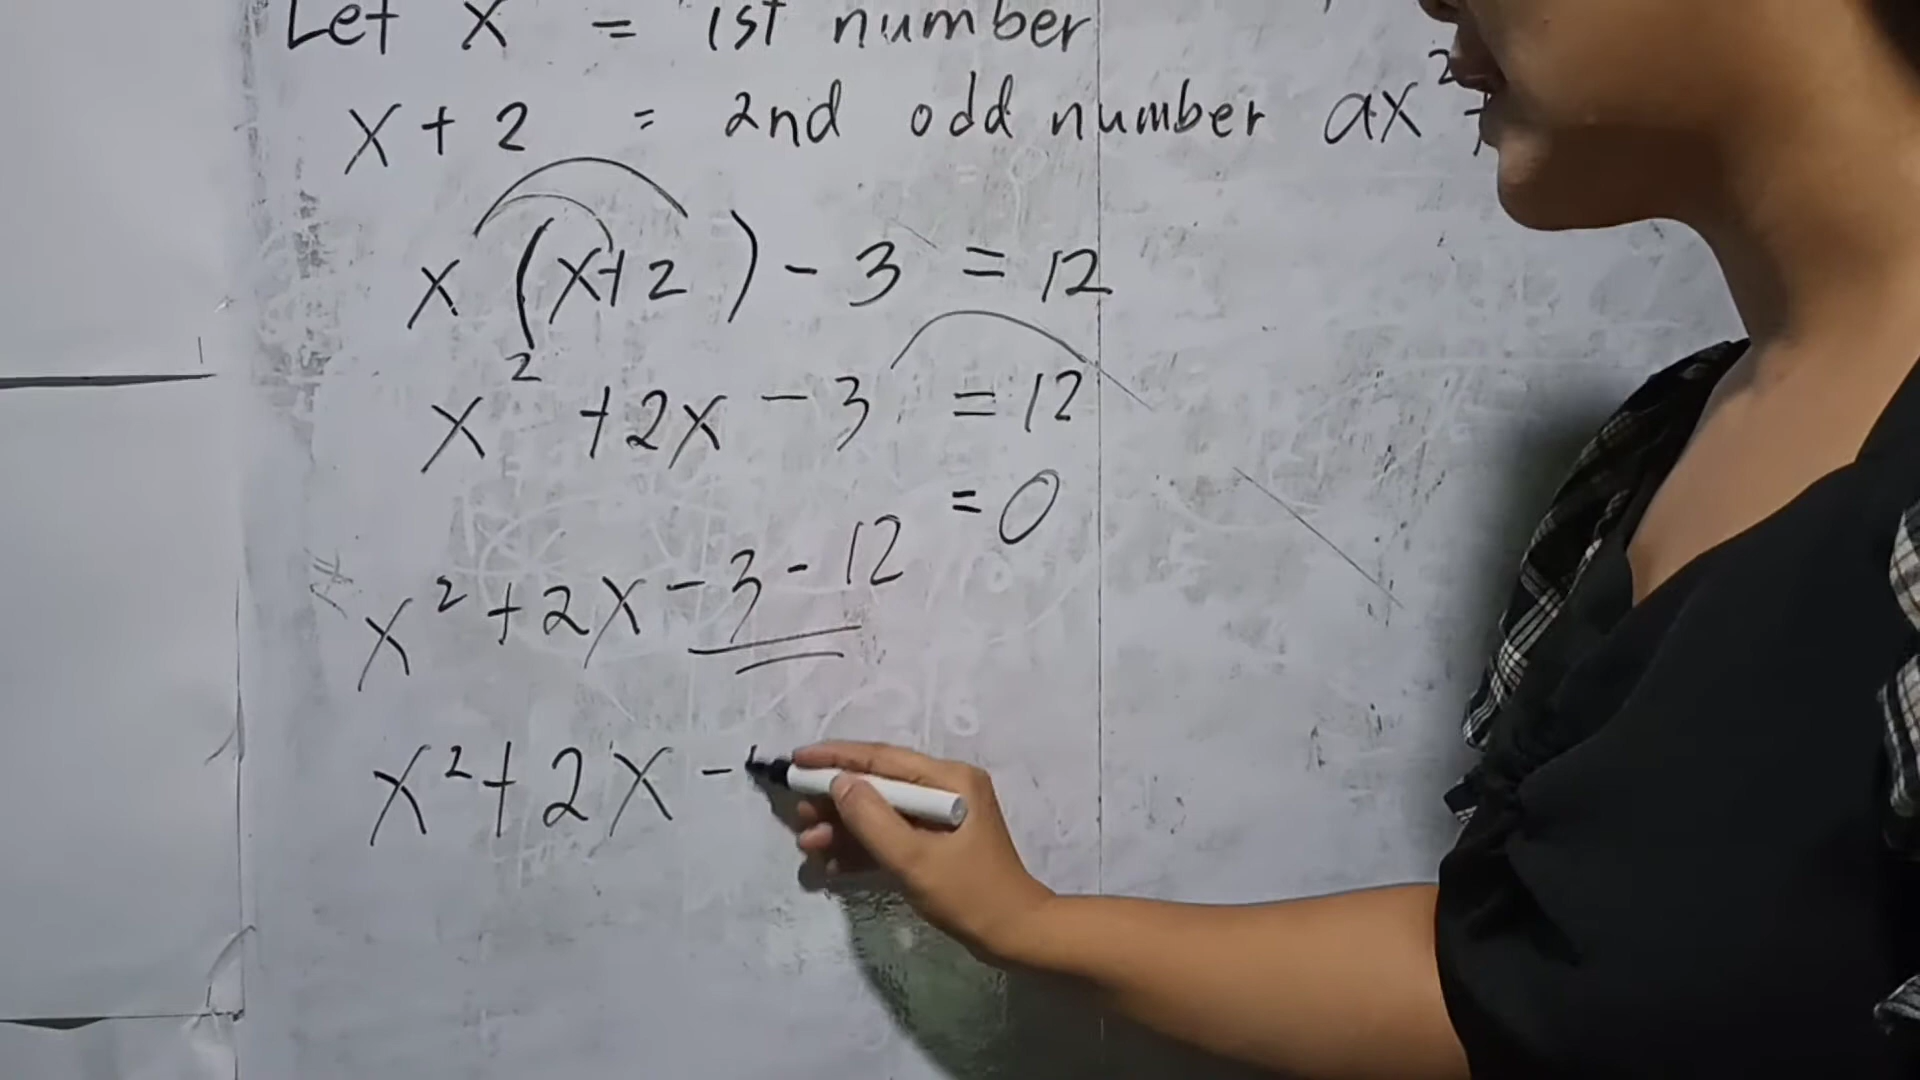 Let x = 1st number
x + 2 = 2nd odd number ax² +
x (x+2) - 3 = 12
x² + 2x - 3 = 12
= 0
x² + 2x - 3 - 12
x² + 2x -